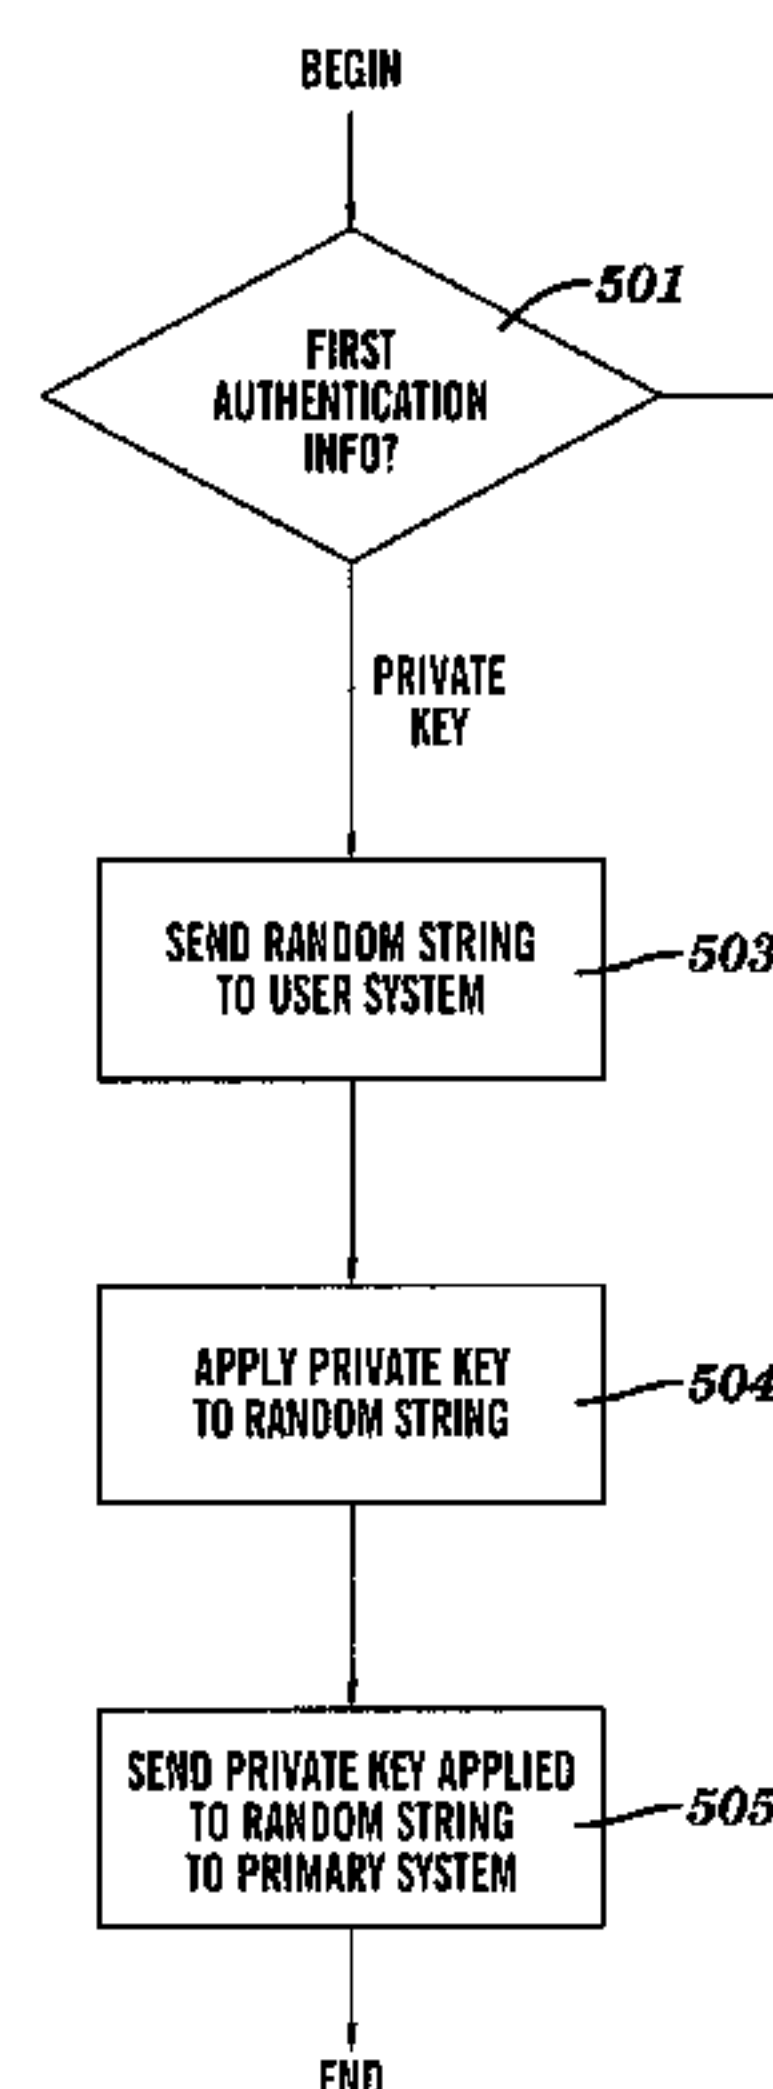 BEGIN
501
FIRST
AUTHENTICATION
INFO?
PRIVATE
KEY
SEND RANDOM STRING
TO USER SYSTEM
503
APPLY PRIVATE KEY
TO RANDOM STRING
504
SEND PRIVATE KEY APPLIED
TO RANDOM STRING
TO PRIMARY SYSTEM
505
END